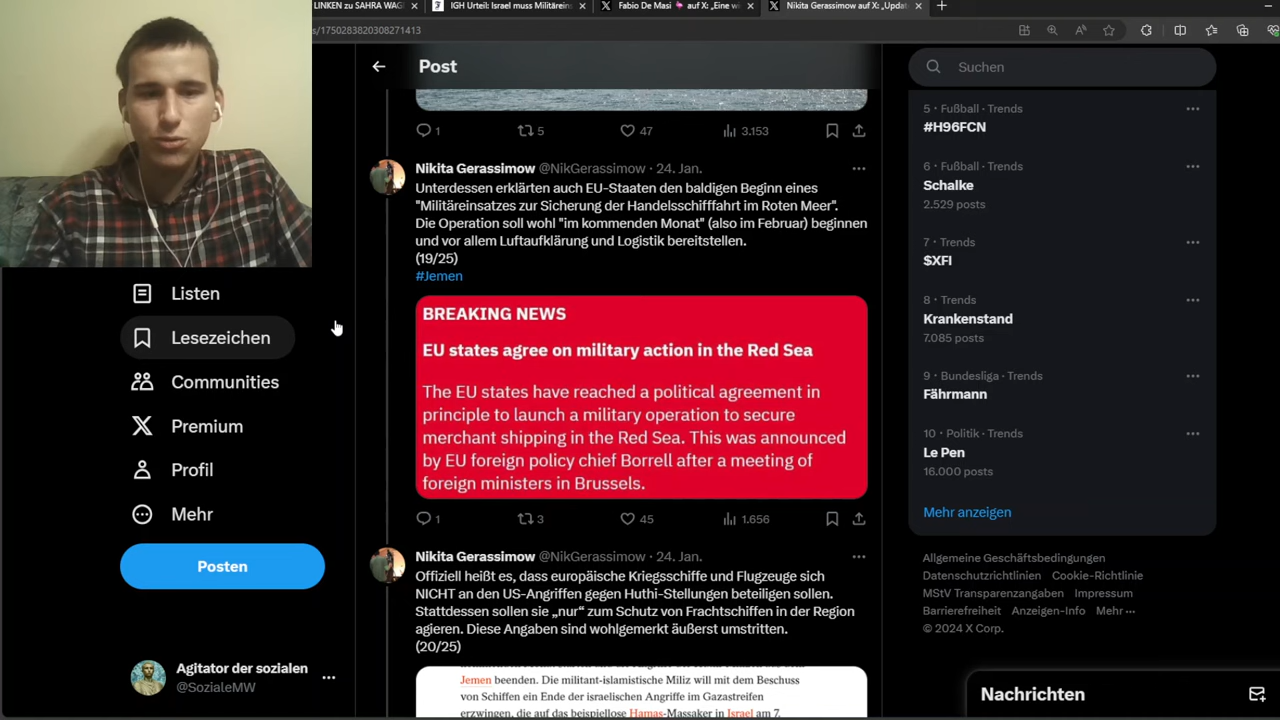 LINKEN zu SAHRA WAG
IGH Urteil: Israel muss Militärein
Fabio De Masi 🦩 auf X: „Eine wi
Nikita Gerassimow auf X: „Updat
s/1750283820308271413
Post
Suchen
1
5
47
3.153
Nikita Gerassimow @NikGerassimow · 24. Jan.
Unterdessen erklärten auch EU-Staaten den baldigen Beginn eines
"Militäreinsatzes zur Sicherung der Handelsschifffahrt im Roten Meer".
Die Operation soll wohl "im kommenden Monat" (also im Februar) beginnen
und vor allem Luftaufklärung und Logistik bereitstellen.
(19/25)
#Jemen
BREAKING NEWS
EU states agree on military action in the Red Sea
The EU states have reached a political agreement in
principle to launch a military operation to secure
merchant shipping in the Red Sea. This was announced
by EU foreign policy chief Borrell after a meeting of
foreign ministers in Brussels.
1
3
45
1.656
Nikita Gerassimow @NikGerassimow · 24. Jan.
Offiziell heißt es, dass europäische Kriegsschiffe und Flugzeuge sich
NICHT an den US-Angriffen gegen Huthi-Stellungen beteiligen sollen.
Stattdessen sollen sie „nur“ zum Schutz von Frachtschiffen in der Region
agieren. Diese Angaben sind wohlgemerkt äußerst umstritten.
(20/25)
Jemen beenden. Die militant-islamistische Miliz will mit dem Beschuss
von Schiffen ein Ende der israelischen Angriffe im Gazastreifen
erzwingen, die auf das beispiellose Hamas-Massaker in Israel am 7.
Listen
Lesezeichen
Communities
Premium
Profil
Mehr
Posten
Agitator der sozialen
@SozialeMW
5 · Fußball · Trends
#H96FCN
6 · Fußball · Trends
Schalke
2.529 posts
7 · Trends
$XFI
8 · Trends
Krankenstand
7.085 posts
9 · Bundesliga · Trends
Fährmann
10 · Politik · Trends
Le Pen
16.000 posts
Mehr anzeigen
Allgemeine Geschäftsbedingungen
Datenschutzrichtlinien Cookie-Richtlinie
MStV Transparenzangaben Impressum
Barrierefreiheit Anzeigen-Info Mehr ···
© 2024 X Corp.
Nachrichten